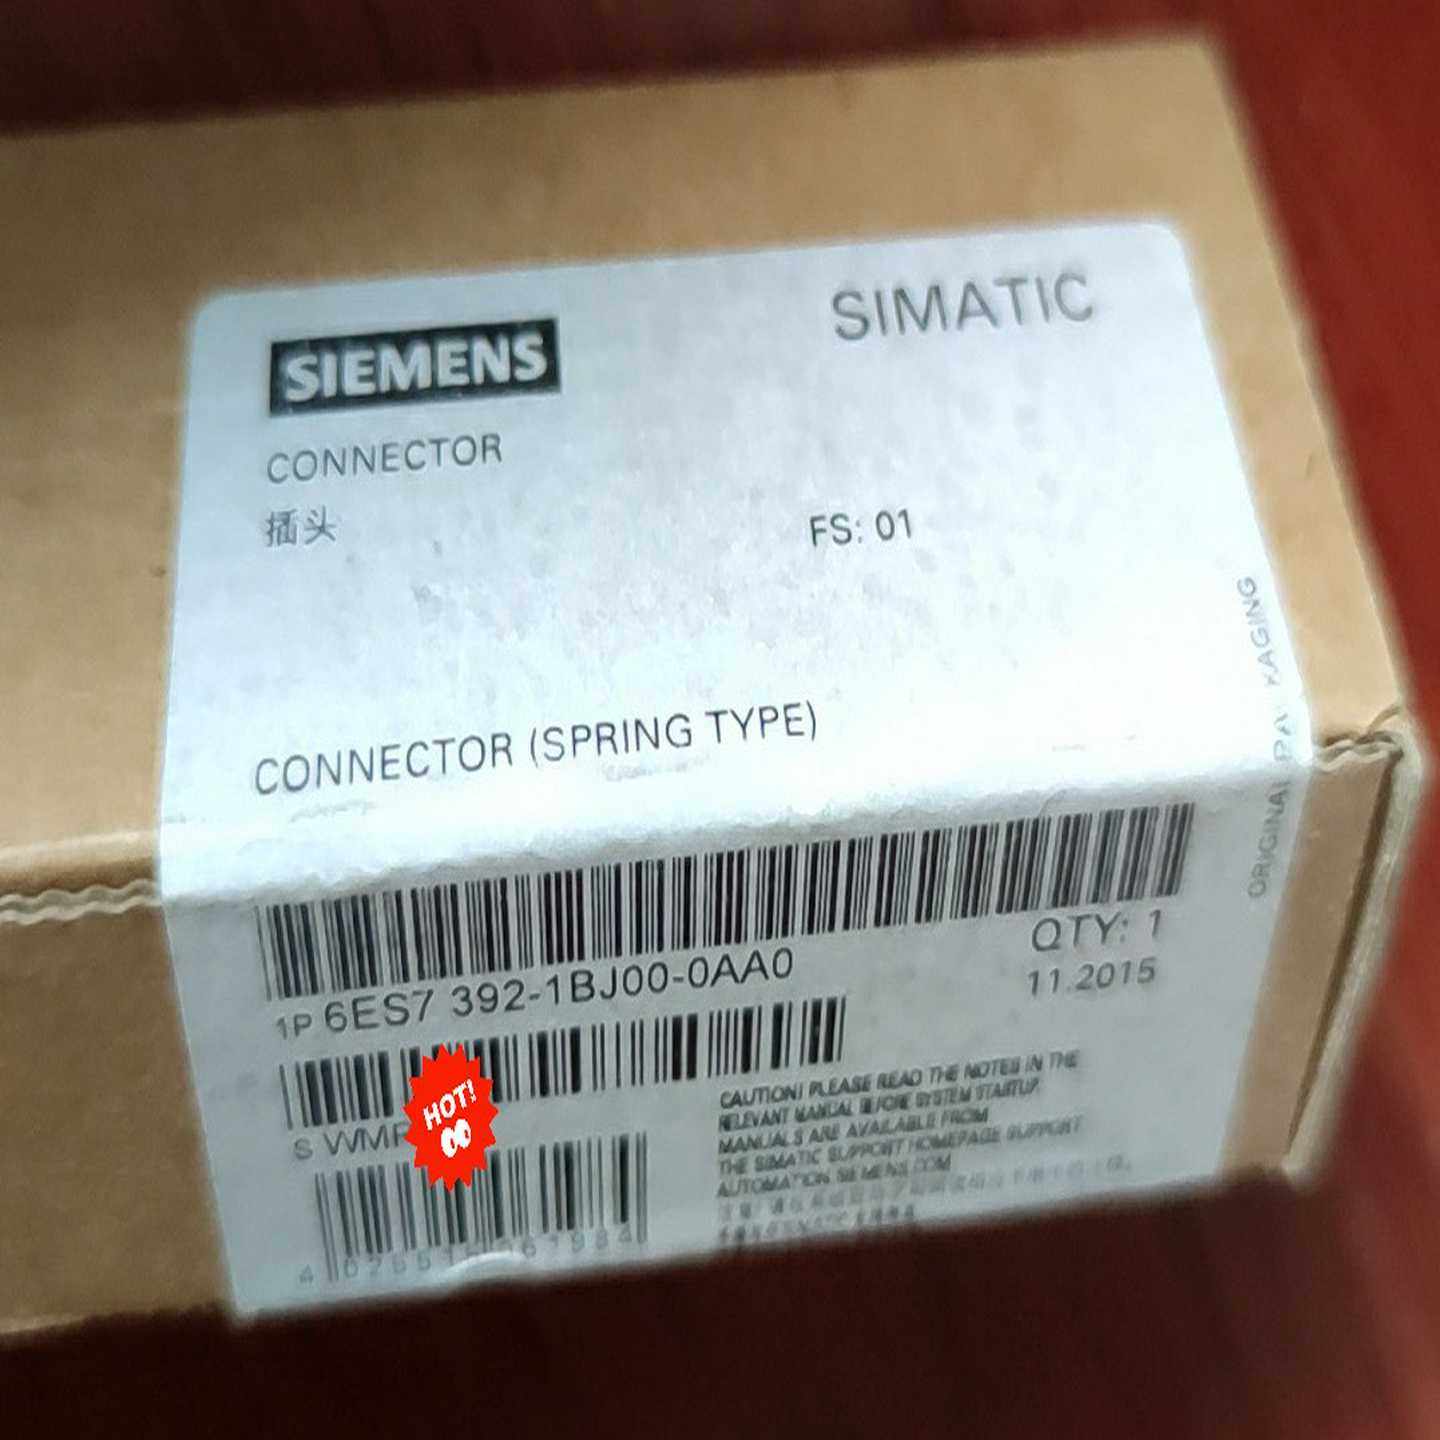 SIEMENS
SIMATIC
CONNECTOR
插头
FS: 01
CONNECTOR (SPRING TYPE)
1P 6ES7 392-1BJ00-0AA0
QTY: 1
11.2015
S WMP
HOT!
CAUTION! PLEASE READ THE NOTES IN THE
RELEVANT MANUAL BEFORE SYSTEM STARTUP.
MANUALS ARE AVAILABLE FROM
THE SIMATIC SUPPORT HOMEPAGE SUPPORT
AUTOMATION SIEMENS.COM
ORIGINAL PACKAGING